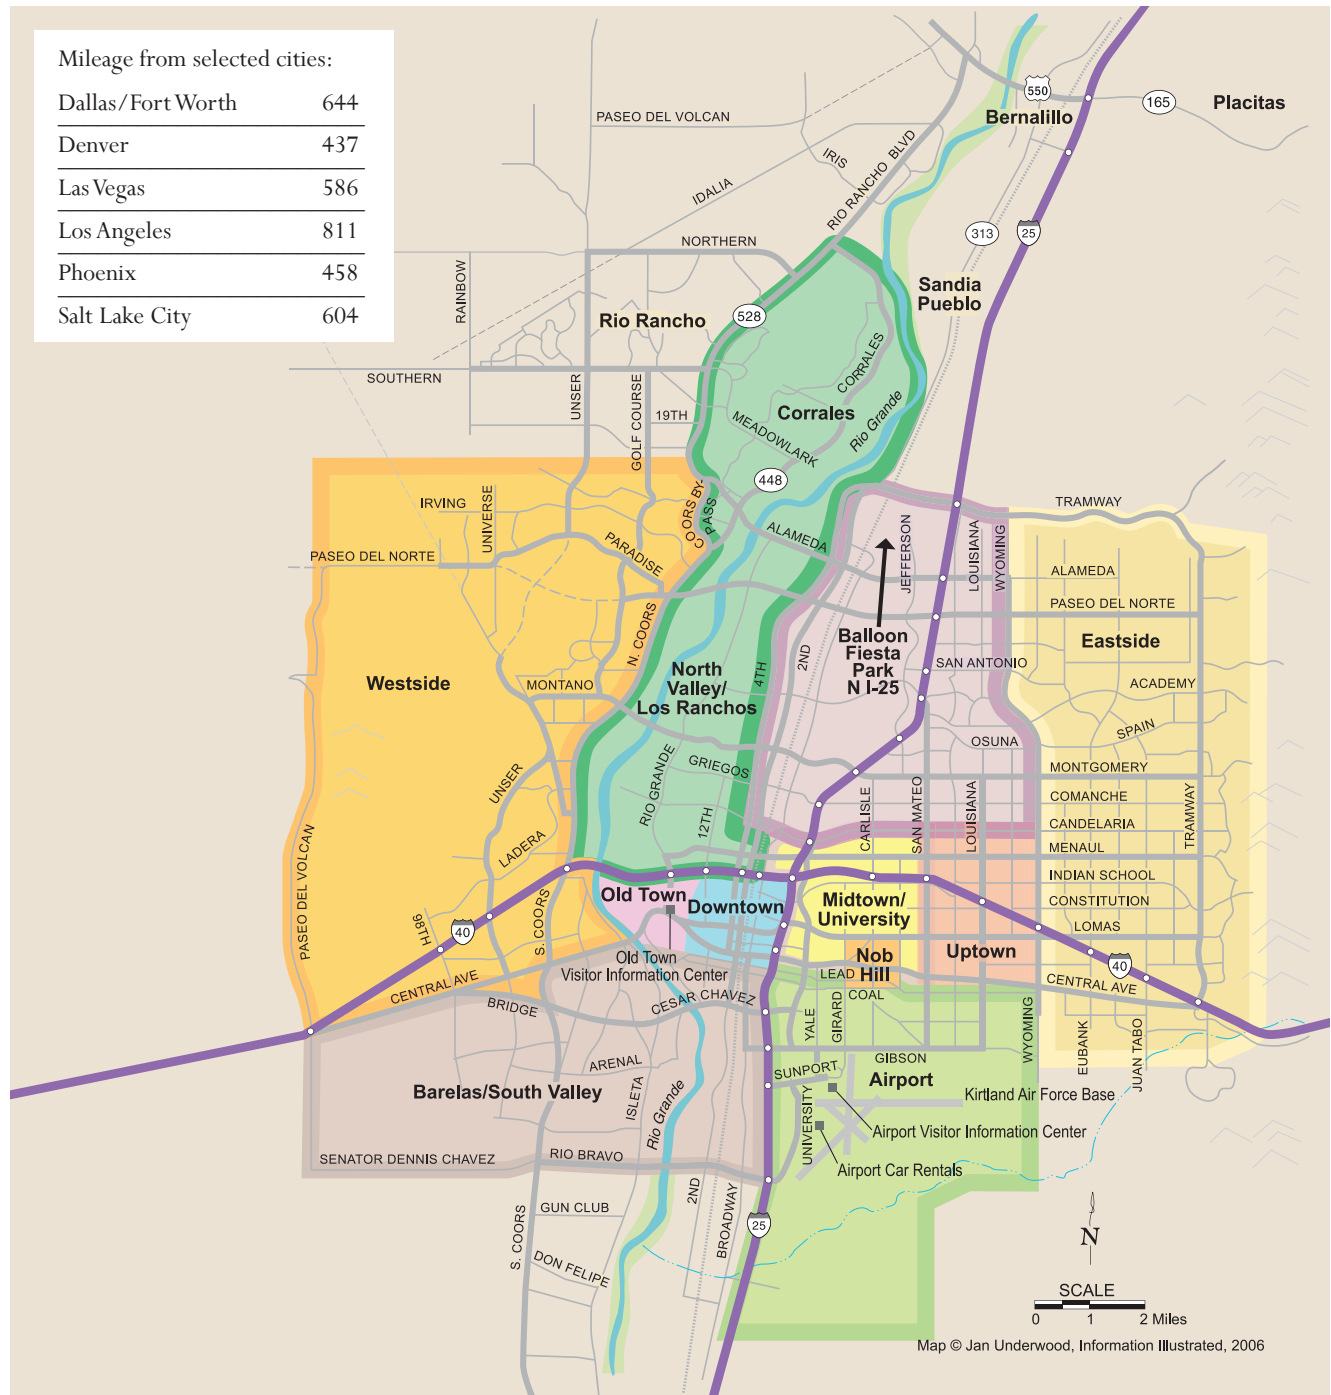 Mileage from selected cities:
Dallas/Fort Worth 644
Denver 437
Las Vegas 586
Los Angeles 811
Phoenix 458
Salt Lake City 604
550
165
Placitas
Bernalillo
PASEO DEL VOLCAN
IRIS
RIO RANCHO BLVD
IDALIA
313
25
NORTHERN
RAINBOW
Sandia
Pueblo
Rio Rancho
528
SOUTHERN
UNSER
GOLF COURSE
19TH
CORRALES
Corrales
Rio Grande
MEADOWLARK
448
COORS BY-
PASS
IRVING
UNIVERSE
ALAMEDA
JEFFERSON
LOUISIANA
WYOMING
TRAMWAY
PASEO DEL NORTE
PARADISE
ALAMEDA
PASEO DEL NORTE
N. COORS
Balloon
Fiesta
Park
N I-25
Eastside
SAN ANTONIO
2ND
4TH
North
Valley/
Los Ranchos
Westside
MONTANO
ACADEMY
SPAIN
OSUNA
GRIEGOS
RIO GRANDE
12TH
UNSER
MONTGOMERY
COMANCHE
CANDELARIA
MENAUL
CARLISLE
SAN MATEO
LOUISIANA
TRAMWAY
LADERA
PASEO DEL VOLCAN
INDIAN SCHOOL
CONSTITUTION
LOMAS
Old Town
Downtown
Midtown/
University
98TH
40
S. COORS
Old Town
Visitor Information Center
Nob
Hill
Uptown
40
LEAD
COAL
CENTRAL AVE
CENTRAL AVE
BRIDGE
CESAR CHAVEZ
YALE
GIRARD
WYOMING
EUBANK
JUAN TABO
ARENAL
GIBSON
SUNPORT
Airport
Barelas/South Valley
ISLETA
Rio Grande
UNIVERSITY
Kirtland Air Force Base
Airport Visitor Information Center
Airport Car Rentals
SENATOR DENNIS CHAVEZ
RIO BRAVO
2ND
BROADWAY
GUN CLUB
S. COORS
DON FELIPE
25
N
SCALE
0 1 2 Miles
Map © Jan Underwood, Information Illustrated, 2006